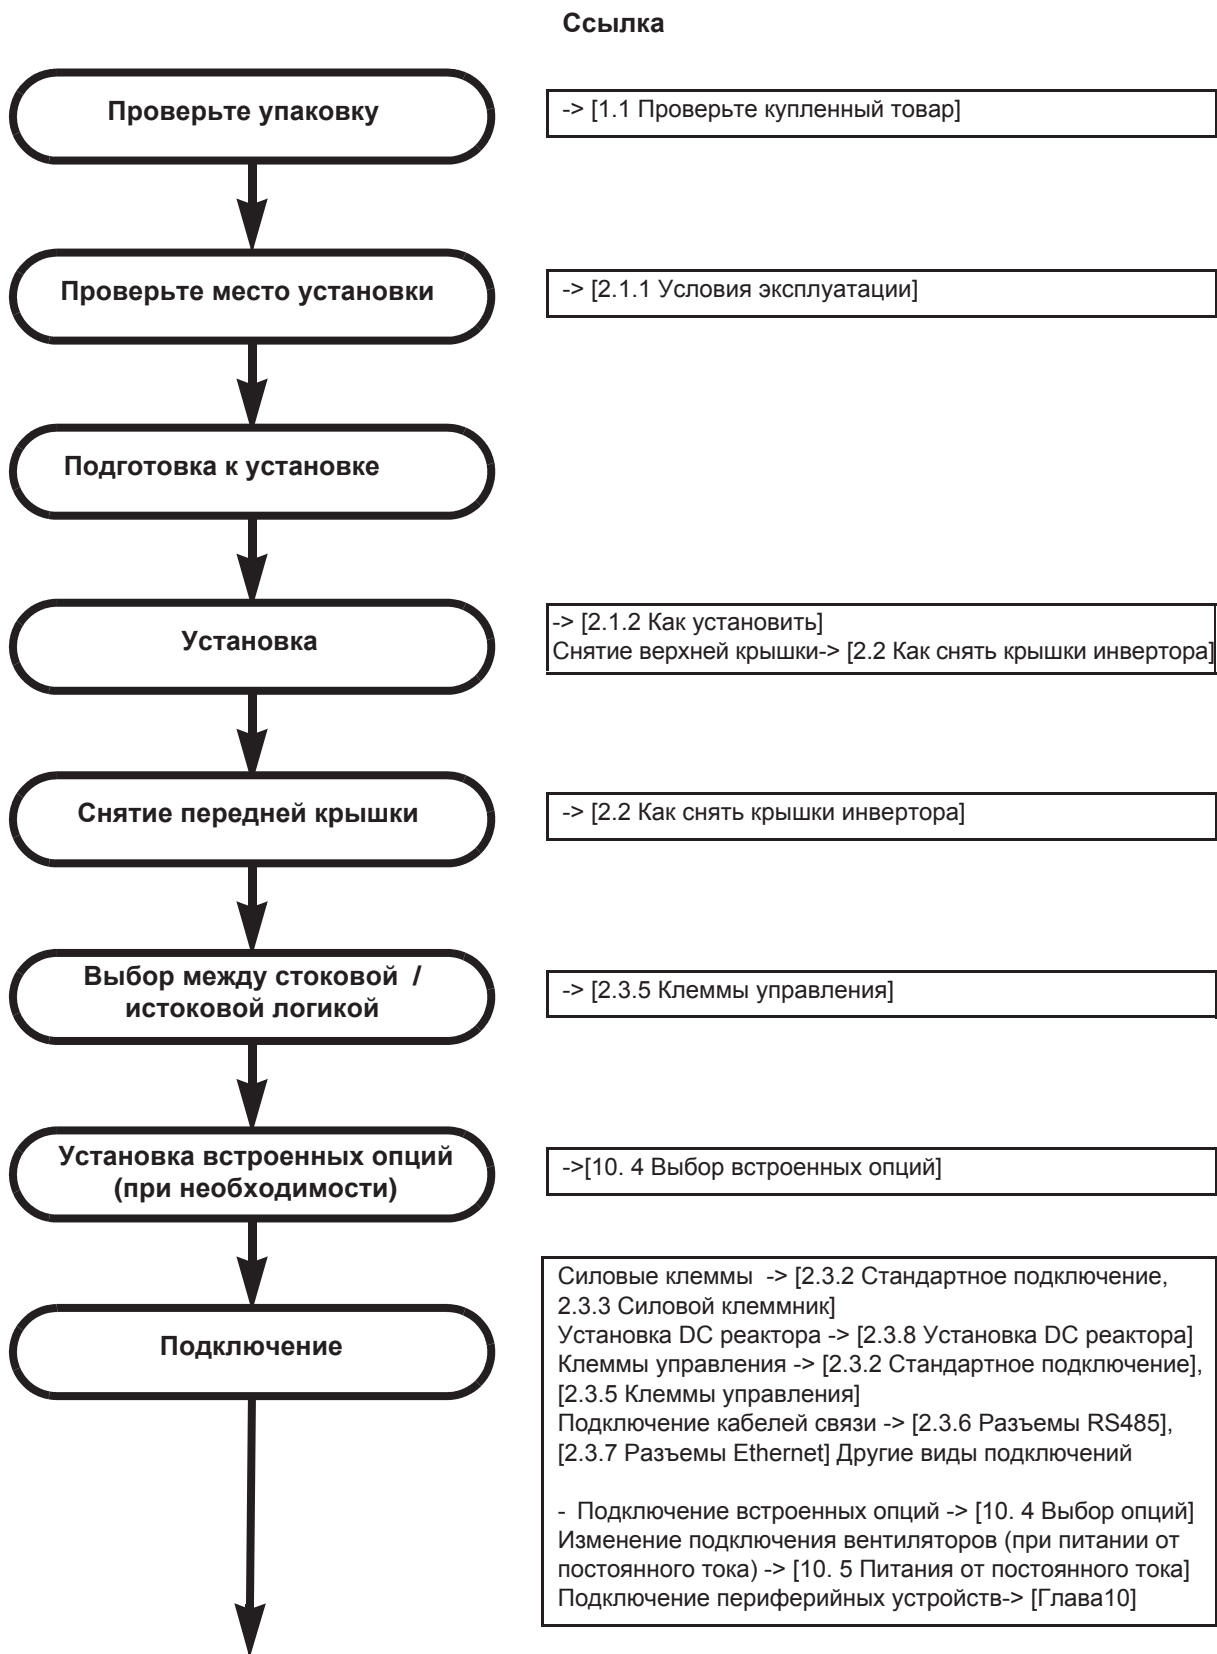 Ссылка
Проверьте упаковку
-> [1.1 Проверьте купленный товар]
Проверьте место установки
-> [2.1.1 Условия эксплуатации]
Подготовка к установке
Установка
-> [2.1.2 Как установить]
Снятие верхней крышки-> [2.2 Как снять крышки инвертора]
Снятие передней крышки
-> [2.2 Как снять крышки инвертора]
Выбор между стоковой /
истоковой логикой
-> [2.3.5 Клеммы управления]
Установка встроенных опций
(при необходимости)
->[10. 4 Выбор встроенных опций]
Подключение
Силовые клеммы -> [2.3.2 Стандартное подключение,
2.3.3 Силовой клеммник]
Установка DC реактора -> [2.3.8 Установка DC реактора]
Клеммы управления -> [2.3.2 Стандартное подключение],
[2.3.5 Клеммы управления]
Подключение кабелей связи -> [2.3.6 Разъемы RS485],
[2.3.7 Разъемы Ethernet] Другие виды подключений
- Подключение встроенных опций -> [10. 4 Выбор опций]
Изменение подключения вентиляторов (при питании от
постоянного тока) -> [10. 5 Питания от постоянного тока]
Подключение периферийных устройств-> [Глава10]